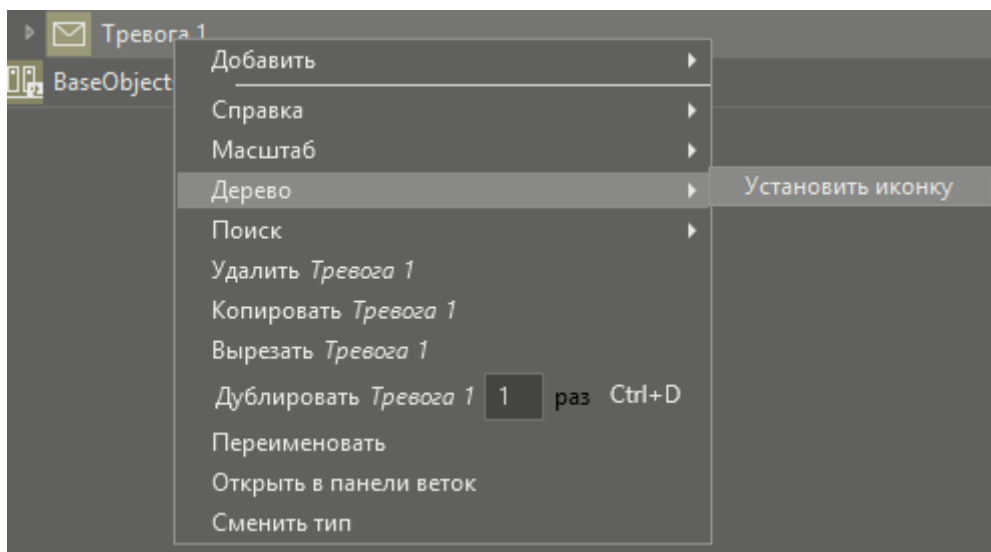 Тревога 1
BaseObject
Добавить
Справка
Масштаб
Дерево
Установить иконку
Поиск
Удалить Тревога 1
Копировать Тревога 1
Вырезать Тревога 1
Дублировать Тревога 1 1 раз Ctrl+D
Переименовать
Открыть в панели веток
Сменить тип